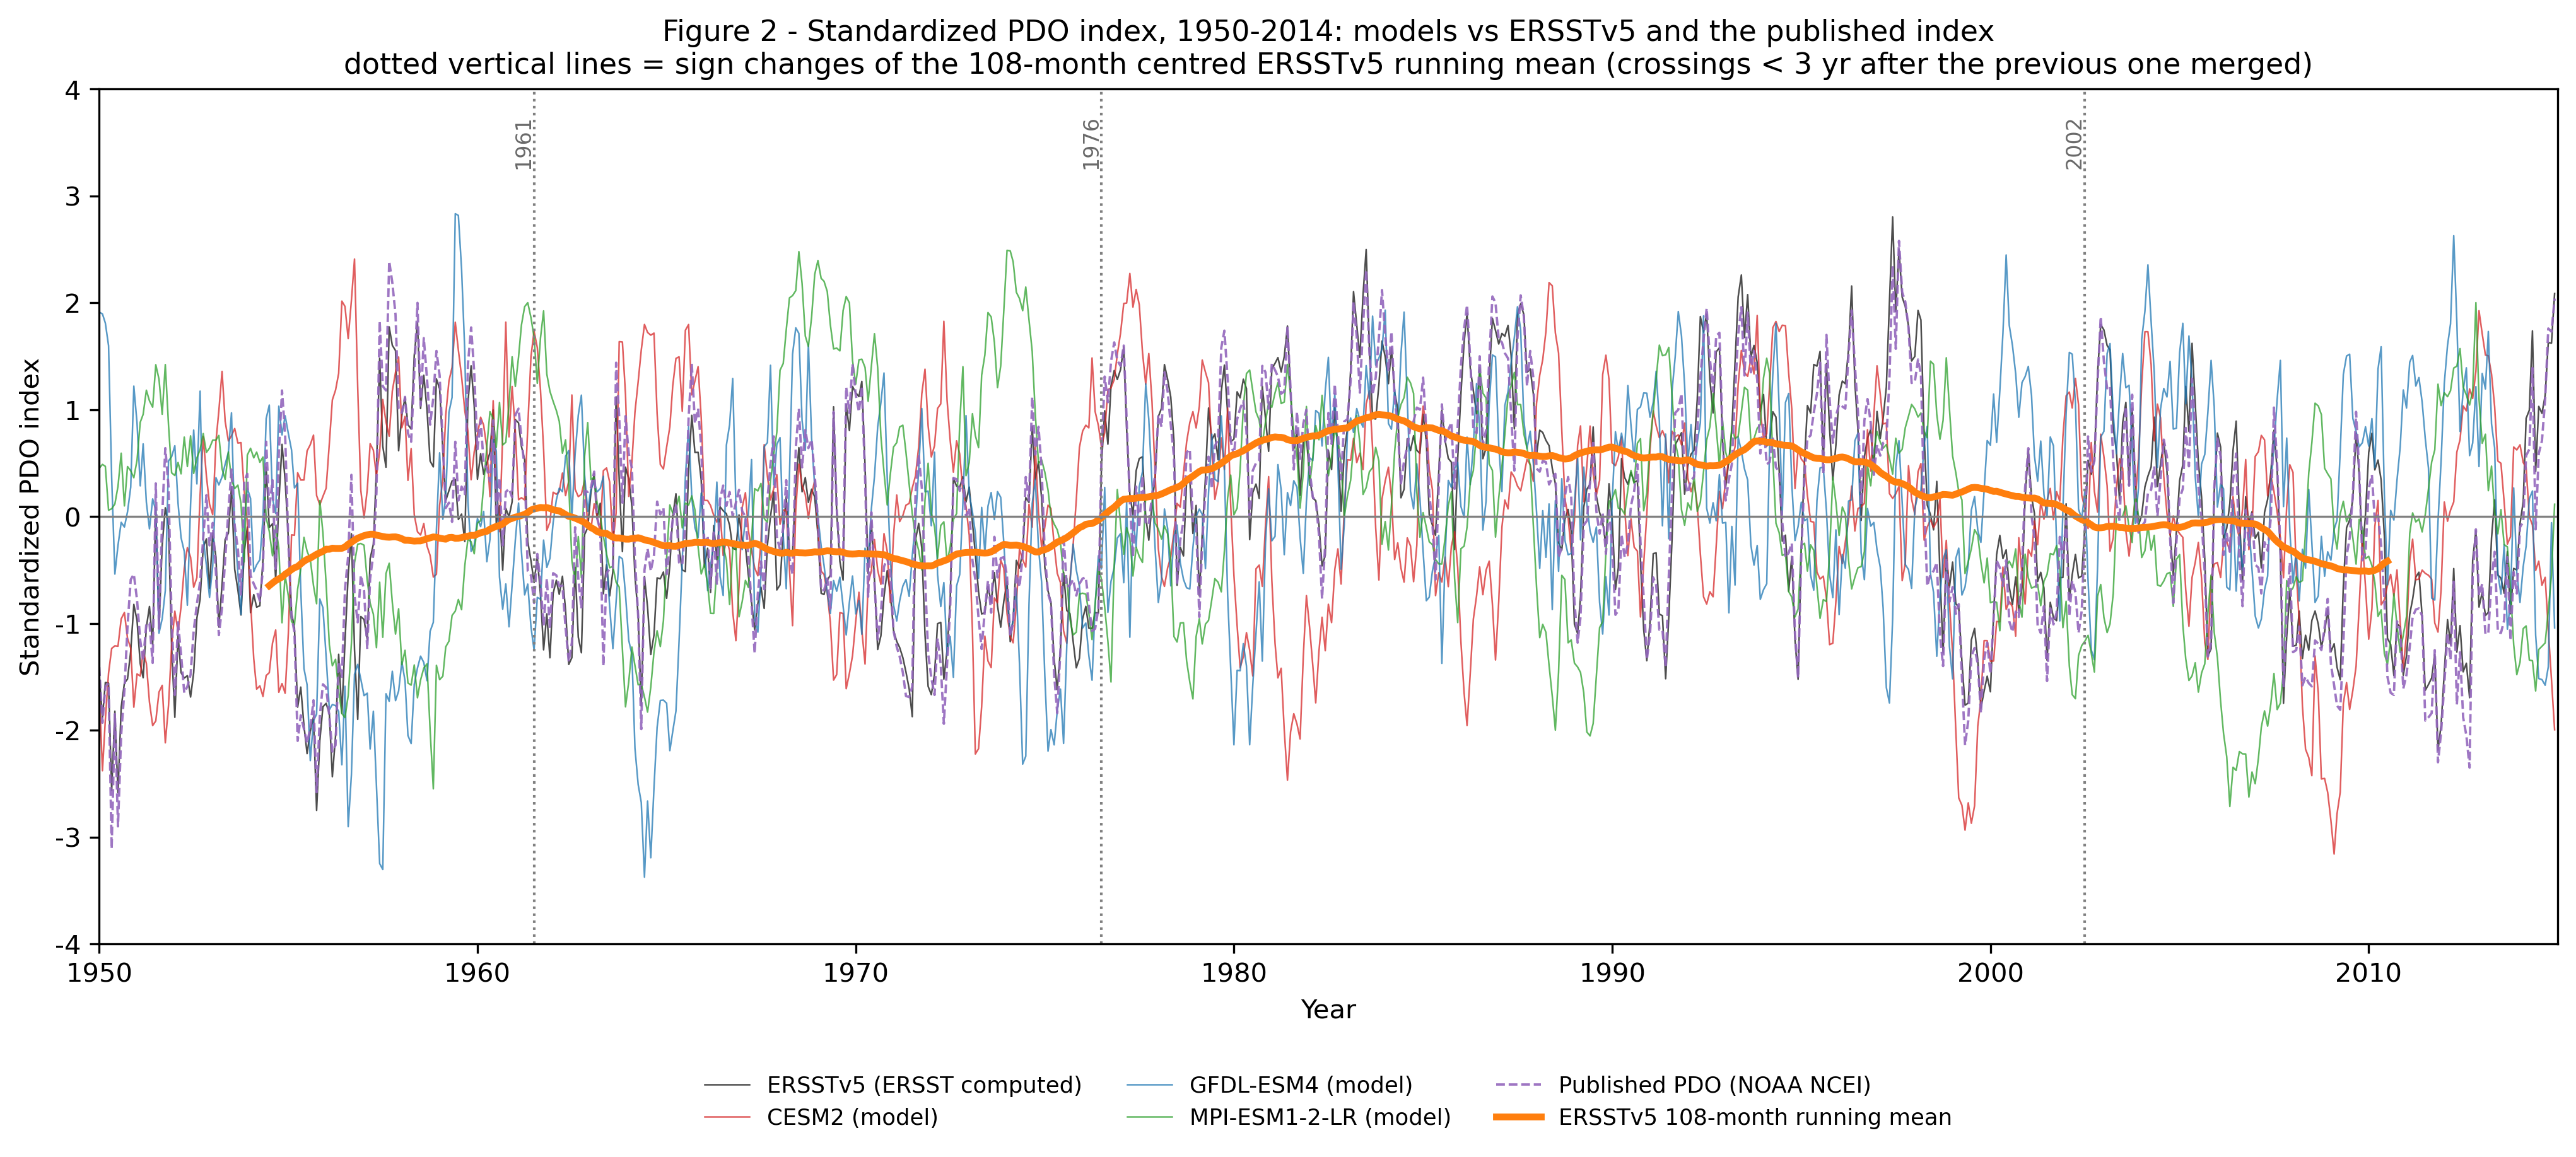 Figure 2 - Standardized PDO index, 1950-2014: models vs ERSSTv5 and the published index
dotted vertical lines = sign changes of the 108-month centred ERSSTv5 running mean (crossings < 3 yr after the previous one merged)
4
3
2
1
0
-1
-2
-3
-4
Standardized PDO index
1961
1976
2002
1950
1960
1970
1980
1990
2000
2010
Year
ERSSTv5 (ERSST computed)
CESM2 (model)
GFDL-ESM4 (model)
MPI-ESM1-2-LR (model)
Published PDO (NOAA NCEI)
ERSSTv5 108-month running mean